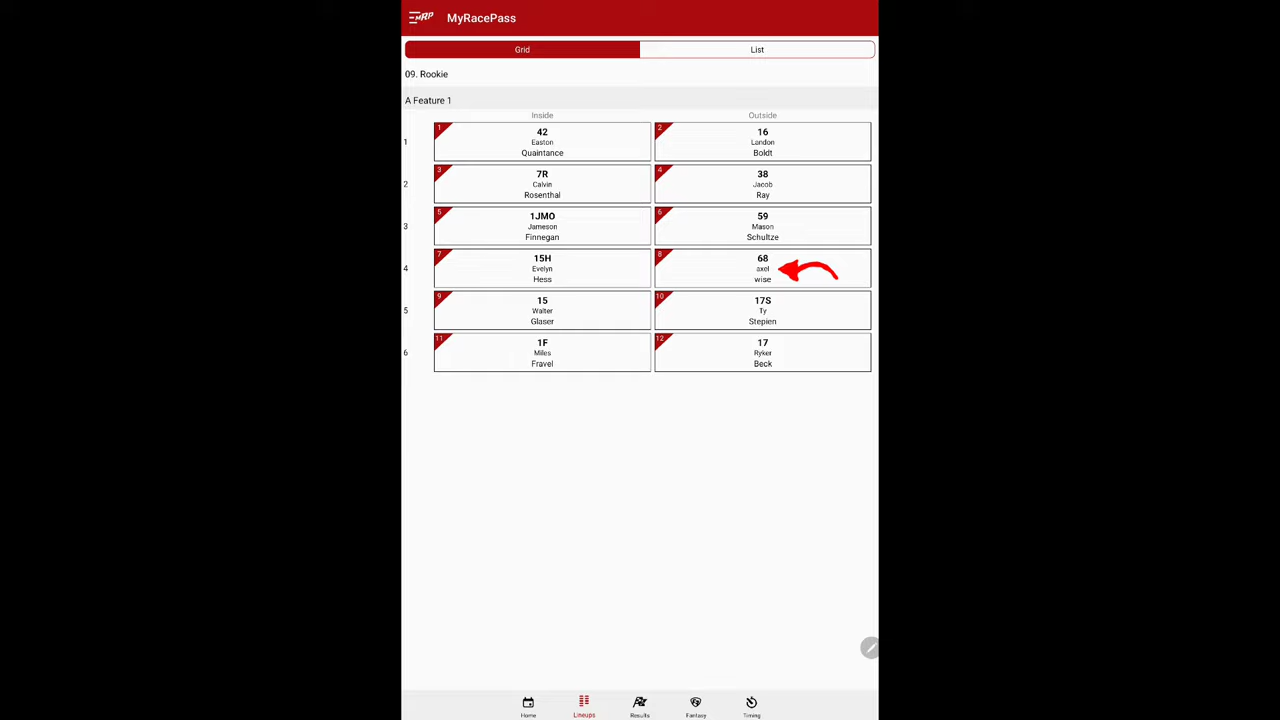 MRP MyRacePass
Grid List
09. Rookie
A Feature 1
Inside Outside
1
1
42
Easton
Quaintance
2
16
Landon
Boldt
2
3
7R
Calvin
Rosenthal
4
38
Jacob
Ray
3
5
1JMO
Jameson
Finnegan
6
59
Mason
Schultze
4
7
15H
Evelyn
Hess
8
68
axel
wise
5
9
15
Walter
Glaser
10
17S
Ty
Stepien
6
11
1F
Miles
Fravel
12
17
Ryker
Beck
Home Lineups Results Fantasy Timing